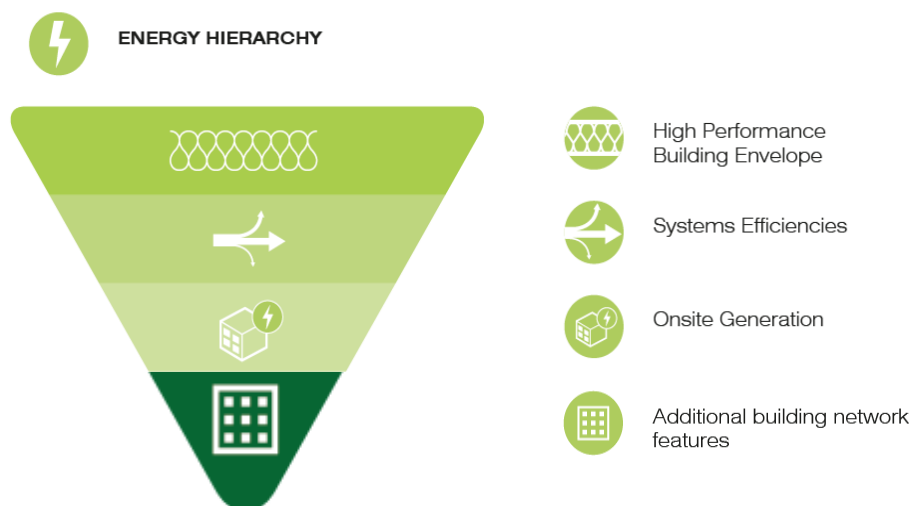 ENERGY HIERARCHY
High Performance
Building Envelope
Systems Efficiencies
Onsite Generation
Additional building network
features